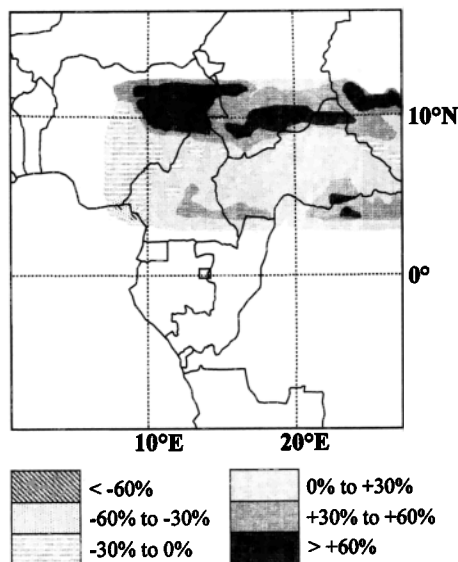 10°N
0°
10°E 20°E
< -60%
-60% to -30%
-30% to 0%
0% to +30%
+30% to +60%
> +60%